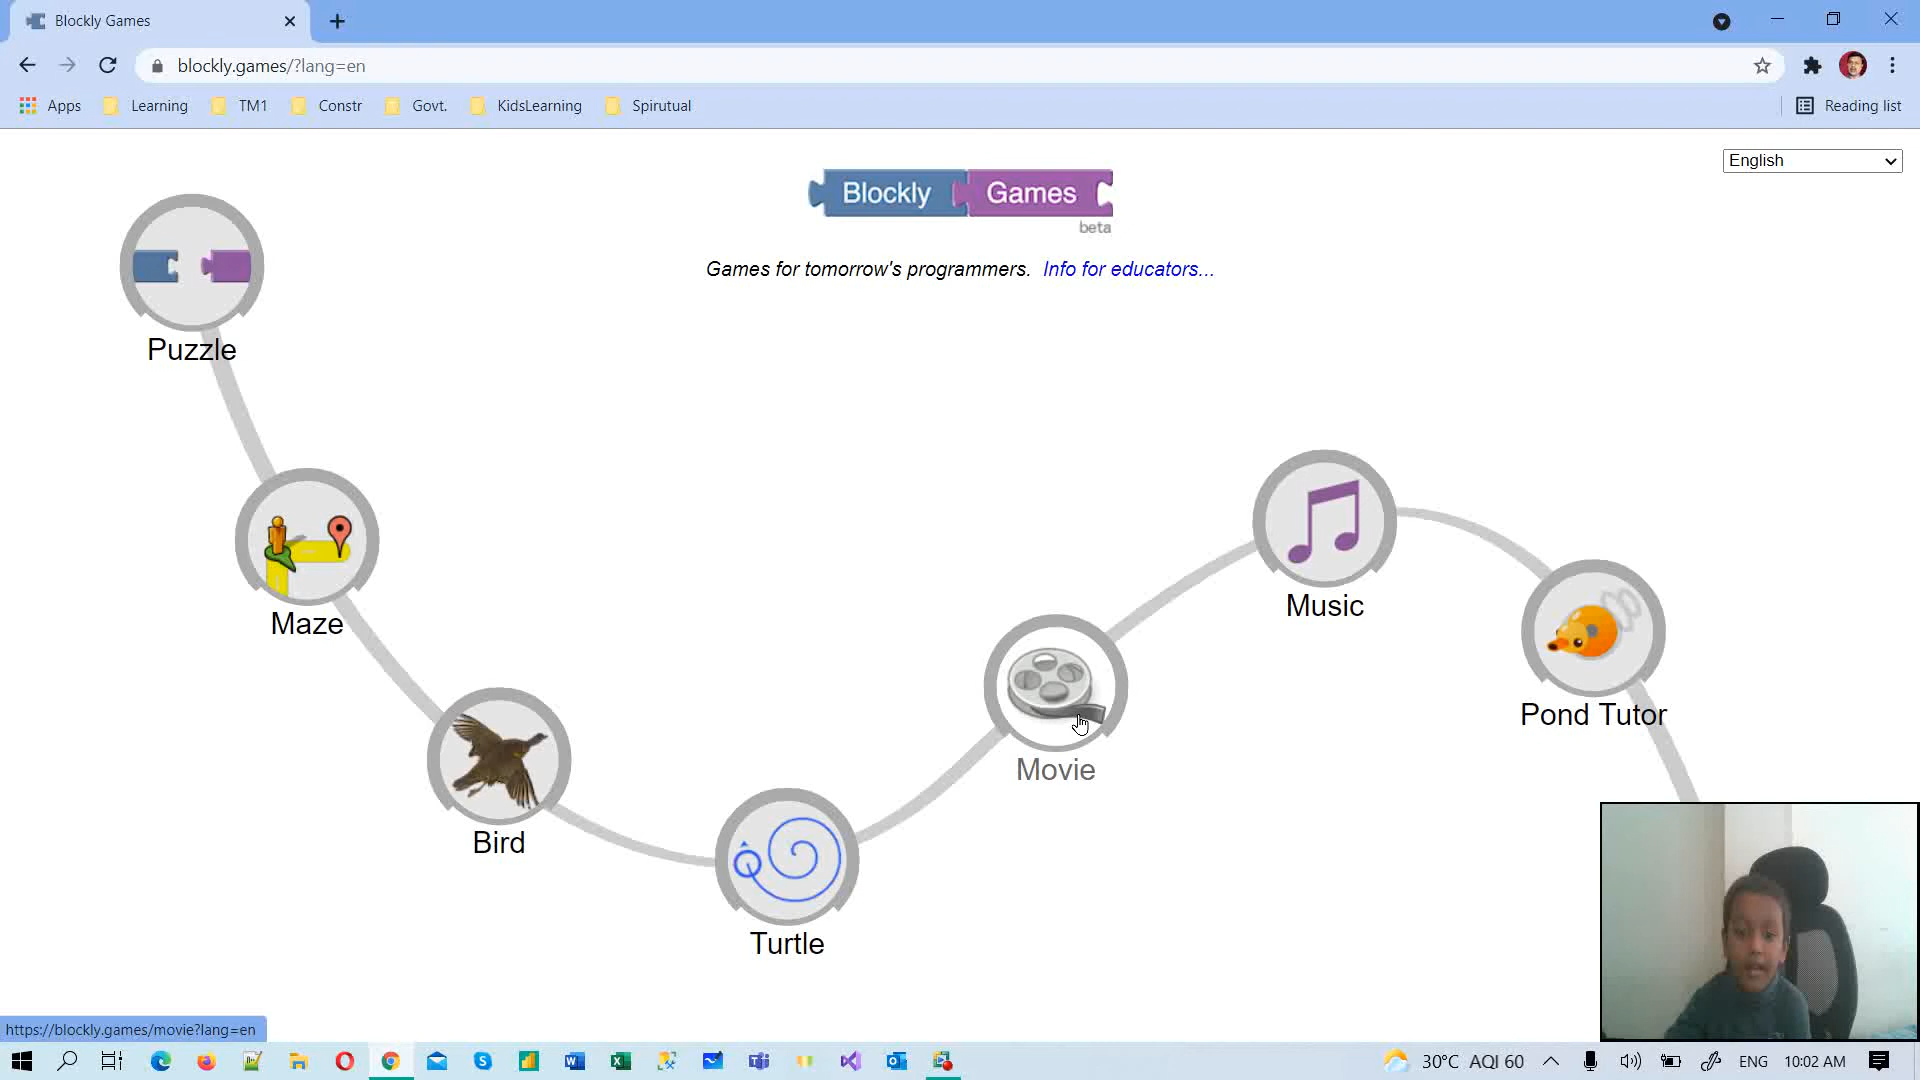 Blockly Games
blockly.games/?lang=en
Apps Learning TM1 Constr Govt. KidsLearning Spirutual Reading list
English
Blockly Games
beta
Games for tomorrow's programmers. Info for educators...
Puzzle
Maze
Music
Pond Tutor
Movie
Bird
Turtle
https://blockly.games/movie?lang=en
30°C AQI 60 ENG 10:02 AM